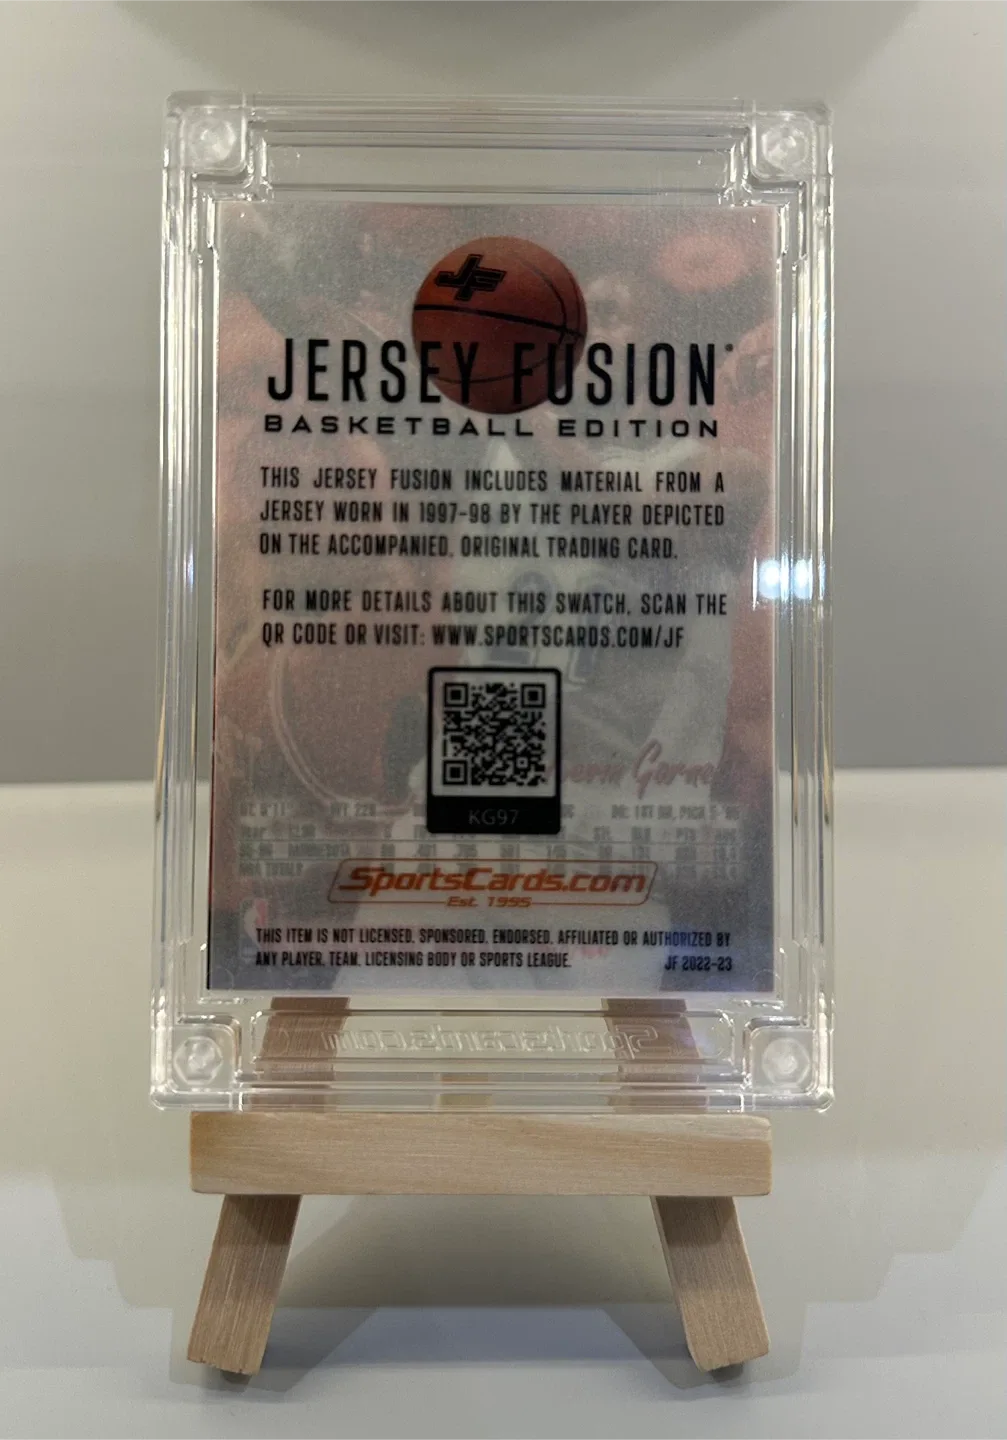 JF
JERSEY FUSION
BASKETBALL EDITION
THIS JERSEY FUSION INCLUDES MATERIAL FROM A
JERSEY WORN IN 1997-98 BY THE PLAYER DEPICTED
ON THE ACCOMPANIED, ORIGINAL TRADING CARD.
FOR MORE DETAILS ABOUT THIS SWATCH, SCAN THE
QR CODE OR VISIT: WWW.SPORTSCARDS.COM/JF
KG97
SportsCards.com
Est. 1995
THIS ITEM IS NOT LICENSED, SPONSORED, ENDORSED, AFFILIATED OR AUTHORIZED BY
ANY PLAYER, TEAM, LICENSING BODY OR SPORTS LEAGUE.
JF 2022-23
Sportscards.com